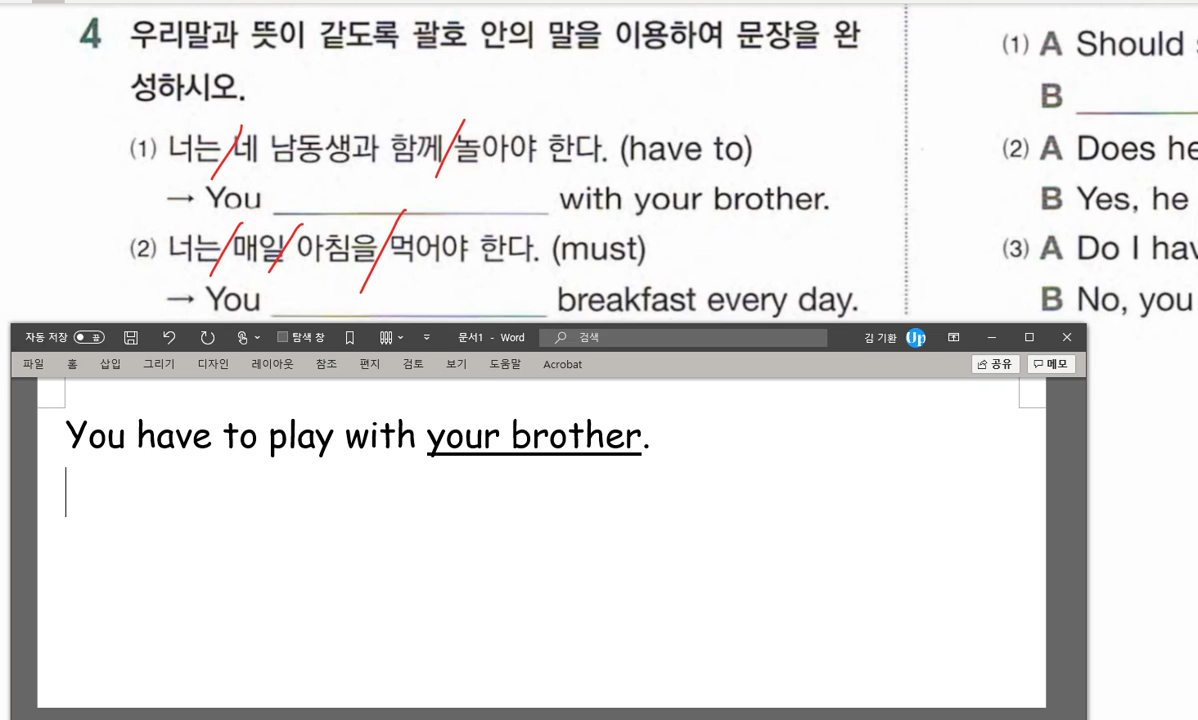 4 우리말과 뜻이 같도록 괄호 안의 말을 이용하여 문장을 완
성하시오.
(1) 너는 네 남동생과 함께 놀아야 한다. (have to)
→ You ____________ with your brother.
(2) 너는 매일 아침을 먹어야 한다. (must)
→ You ____________ breakfast every day.
(1) A Should
B ____________
(2) A Does he
B Yes, he
(3) A Do I hav
B No, you
자동 저장 끔 탐색 창 문서1 - Word 검색 김 기환 Up
파일 홈 삽입 그리기 디자인 레이아웃 참조 편지 검토 보기 도움말 Acrobat 공유 메모
You have to play with your brother.